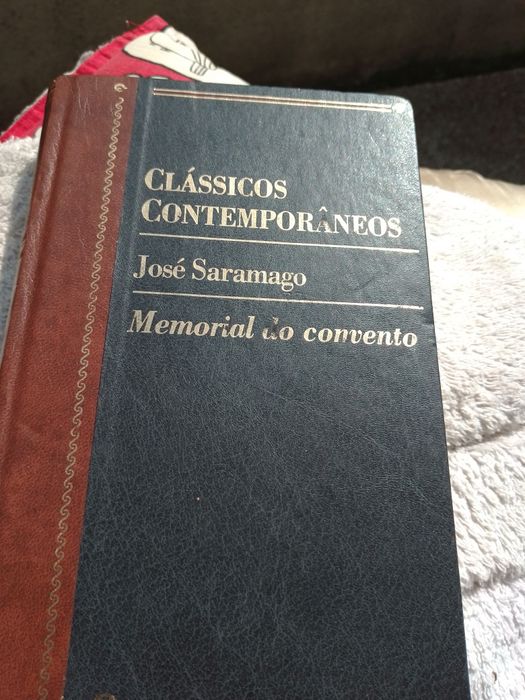 CLÁSSICOS
CONTEMPORÂNEOS
José Saramago
Memorial do convento